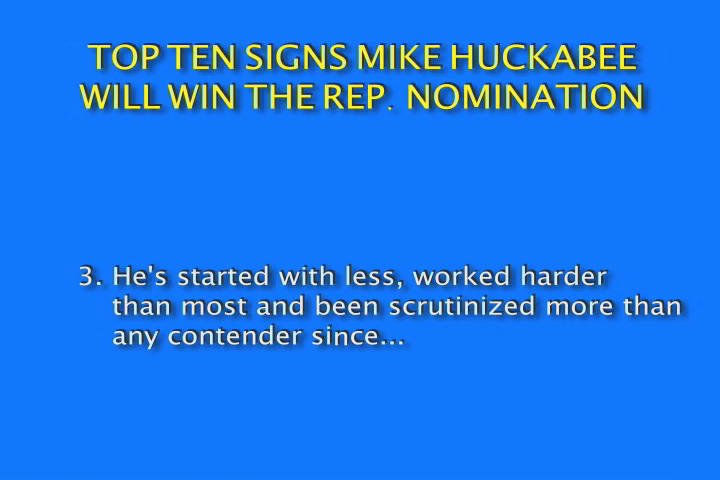 TOP TEN SIGNS MIKE HUCKABEE
WILL WIN THE REP. NOMINATION
3. He's started with less, worked harder
than most and been scrutinized more than
any contender since...